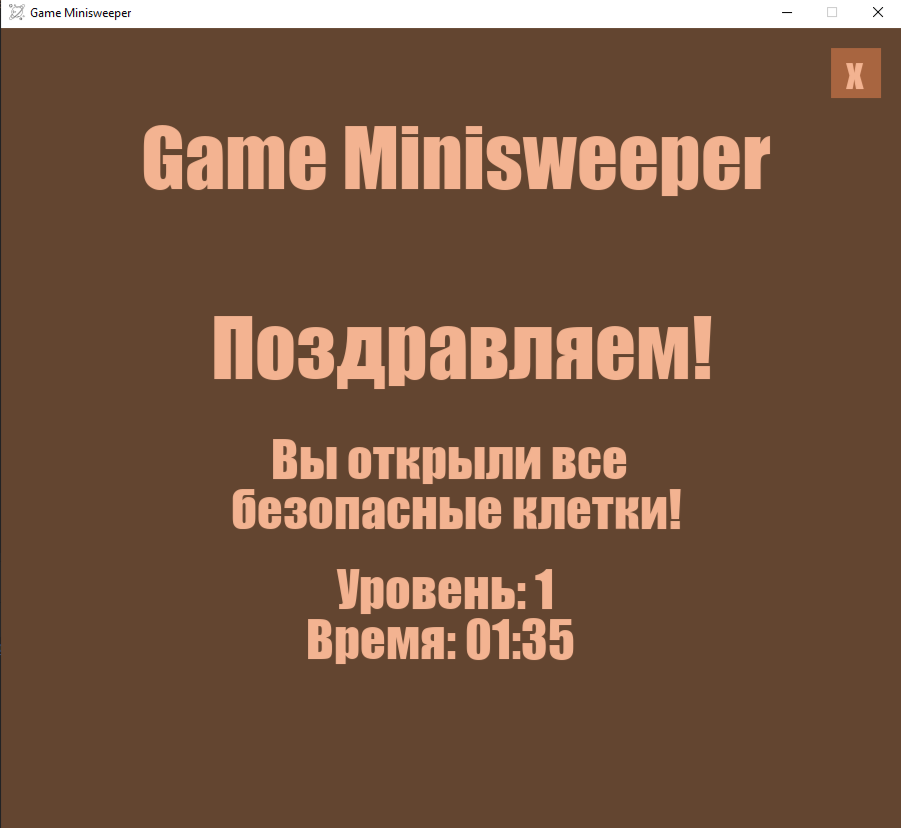 Game Minisweeper
X
Game Minisweeper
Поздравляем!
Вы открыли все
безопасные клетки!
Уровень: 1
Время: 01:35